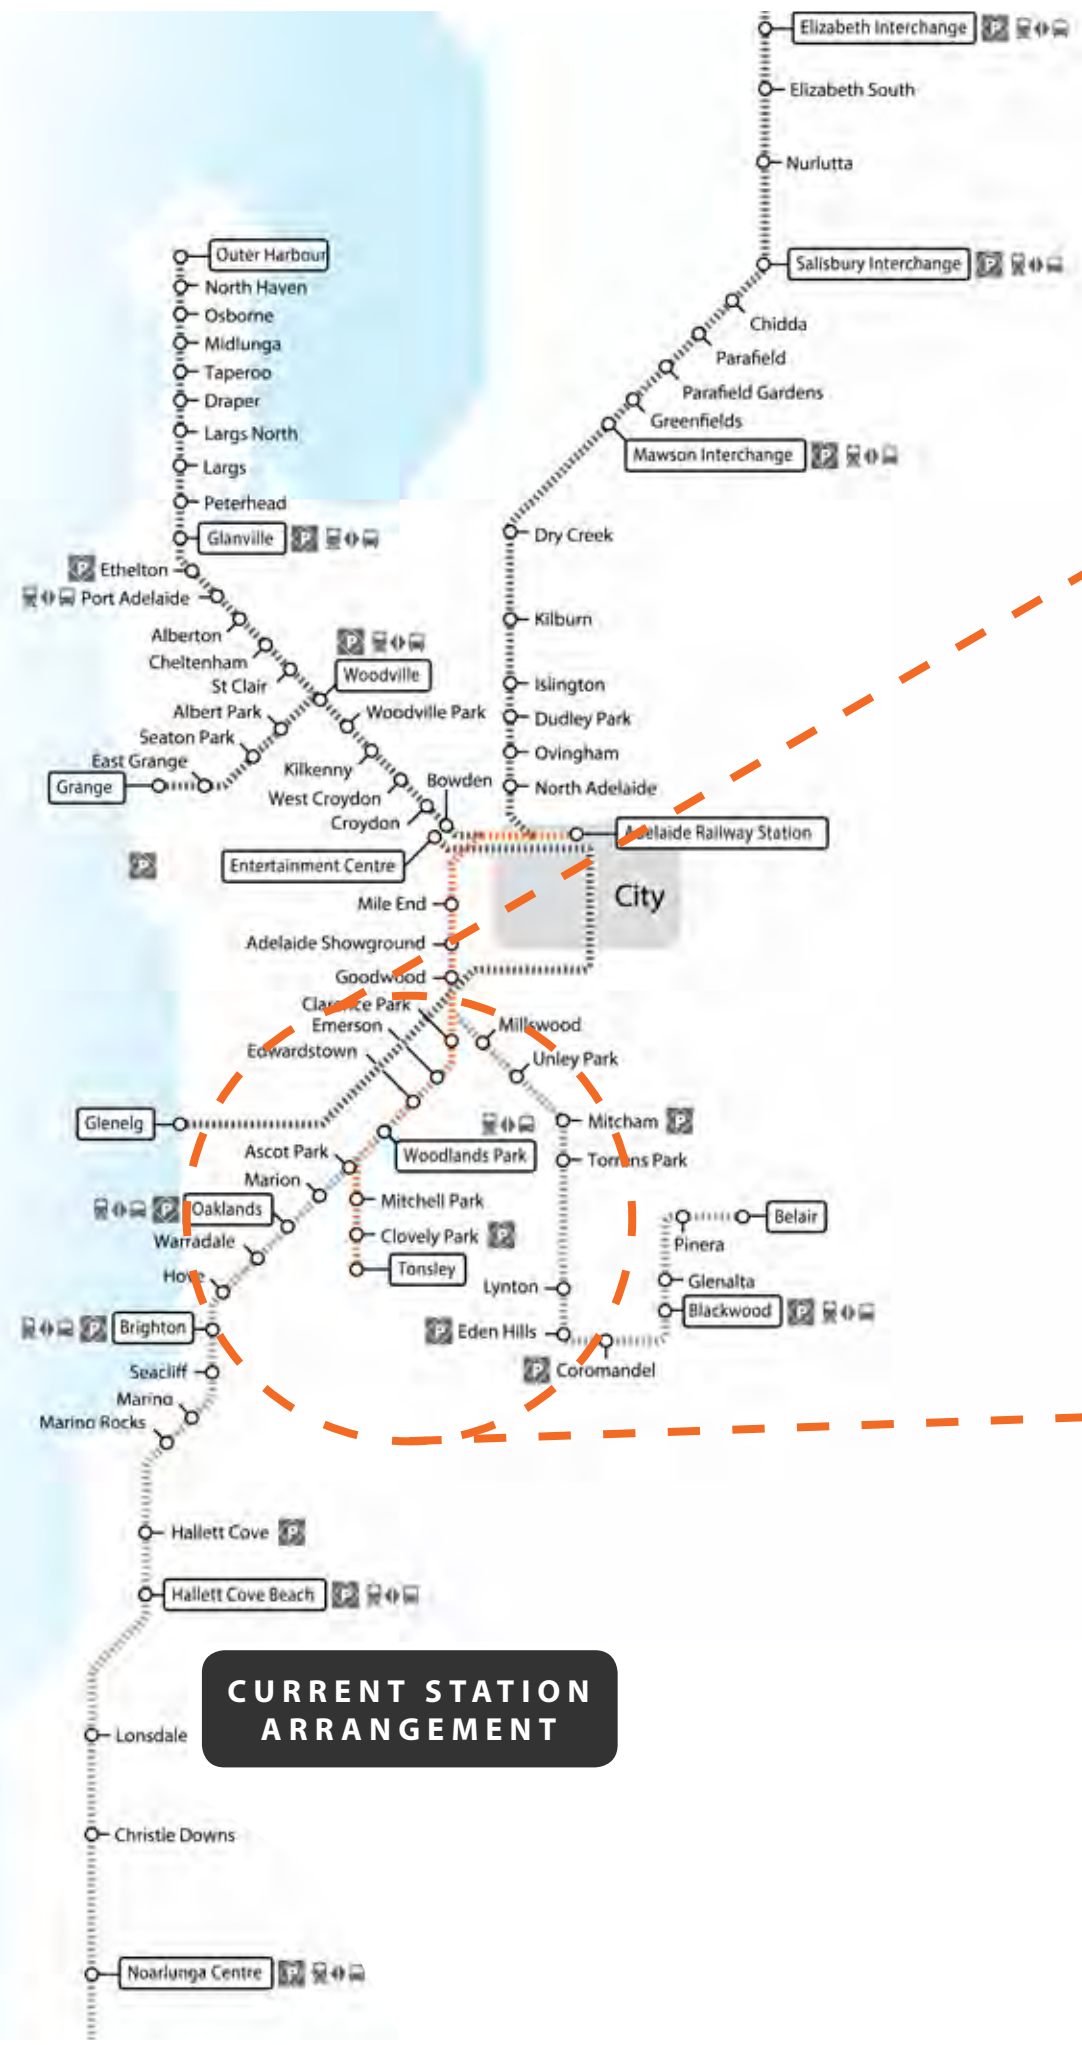 Elizabeth Interchange P
Elizabeth South
Nurlutta
Salisbury Interchange P
Chidda
Parafield
Parafield Gardens
Greenfields
Mawson Interchange P
Outer Harbour
North Haven
Osborne
Midlunga
Taperoo
Draper
Largs North
Largs
Peterhead
Glanville P
P Ethelton
Port Adelaide
Alberton
Cheltenham
St Clair
P
Woodville
Albert Park
Seaton Park
East Grange
Grange
Woodville Park
Kilkenny
West Croydon
Croydon
Bowden
Entertainment Centre
P
Dry Creek
Kilburn
Islington
Dudley Park
Ovingham
North Adelaide
Adelaide Railway Station
City
Mile End
Adelaide Showground
Goodwood
Clarence Park
Emerson
Edwardstown
Millswood
Unley Park
Mitcham P
Torrens Park
Glenelg
Woodlands Park
Ascot Park
Marion
P Oaklands
Warradale
Hove
P Brighton
Seacliff
Marino
Marino Rocks
Mitchell Park
Clovely Park P
Tonsley
Lynton
P Eden Hills
P Coromandel
Belair
Pinera
Glenalta
Blackwood P
Hallett Cove P
Hallett Cove Beach P
CURRENT STATION
ARRANGEMENT
Lonsdale
Christie Downs
Noarlunga Centre P